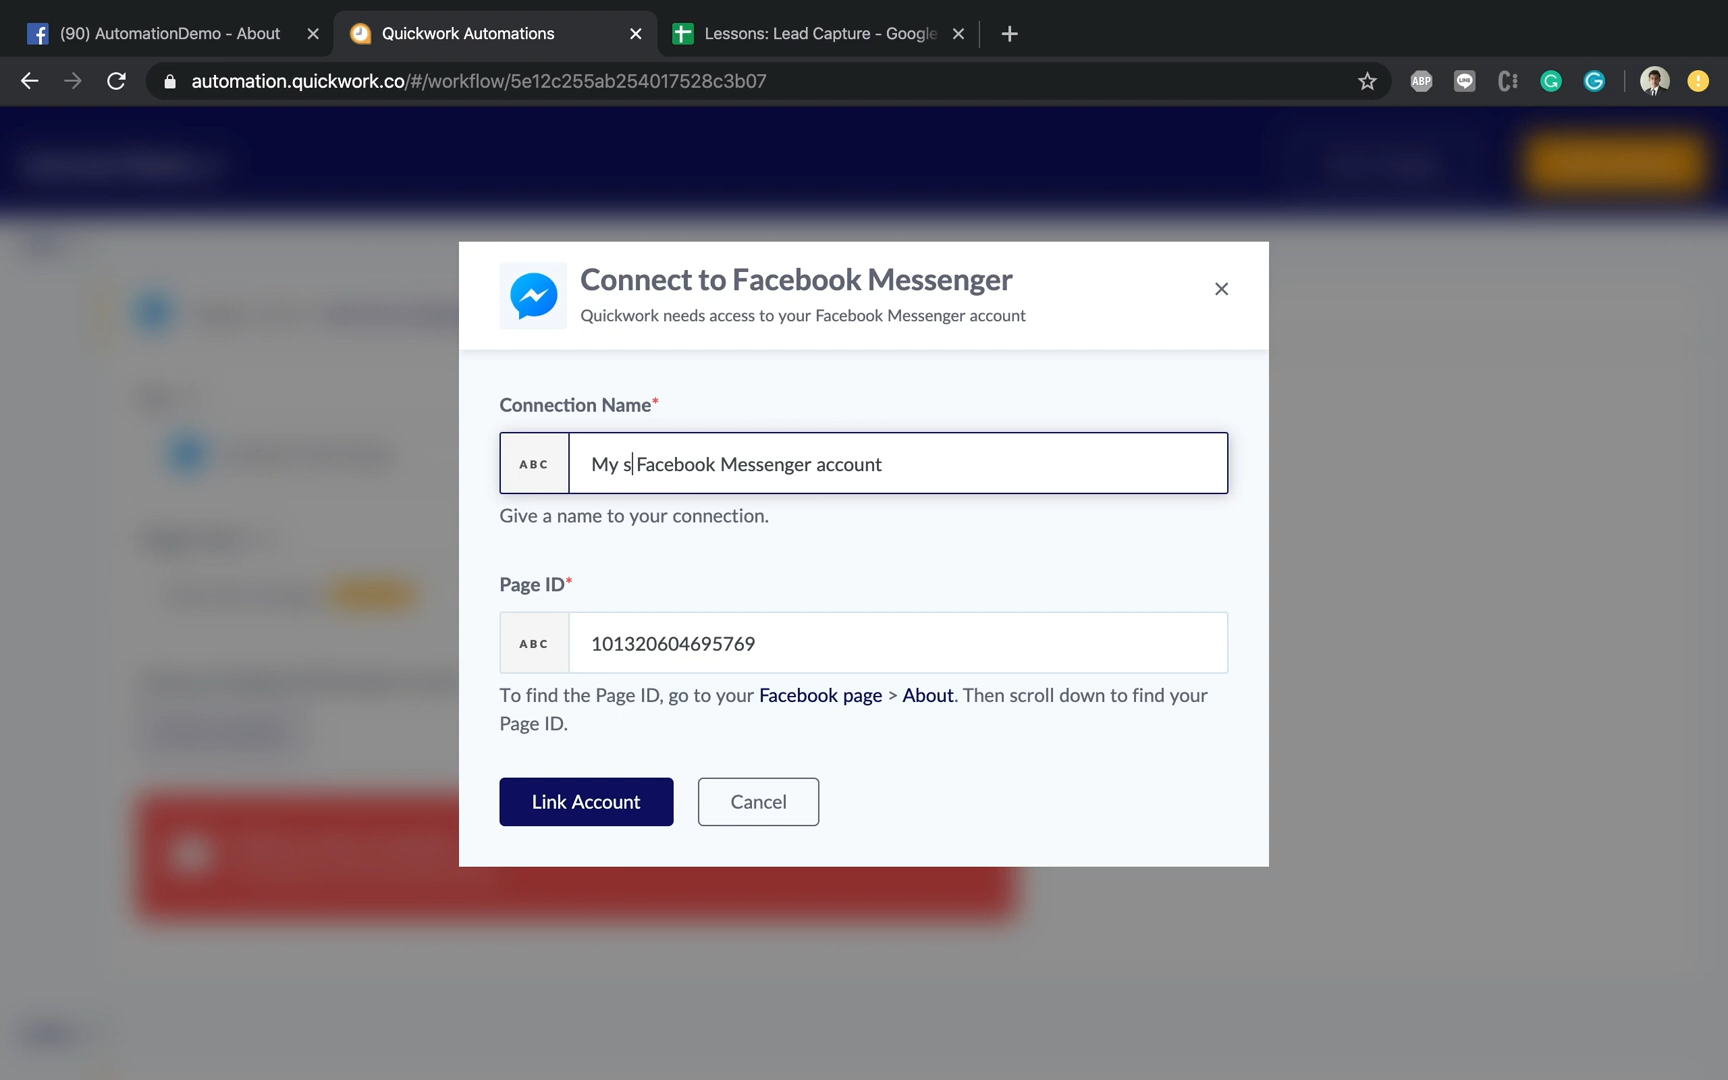 (90) AutomationDemo - About
Quickwork Automations
Lessons: Lead Capture - Google
automation.quickwork.co/#/workflow/5e12c255ab254017528c3b07
ABP
Connect to Facebook Messenger
Quickwork needs access to your Facebook Messenger account
Connection Name*
ABC
My s Facebook Messenger account
Give a name to your connection.
Page ID*
ABC
101320604695769
To find the Page ID, go to your Facebook page > About. Then scroll down to find your
Page ID.
Link Account
Cancel